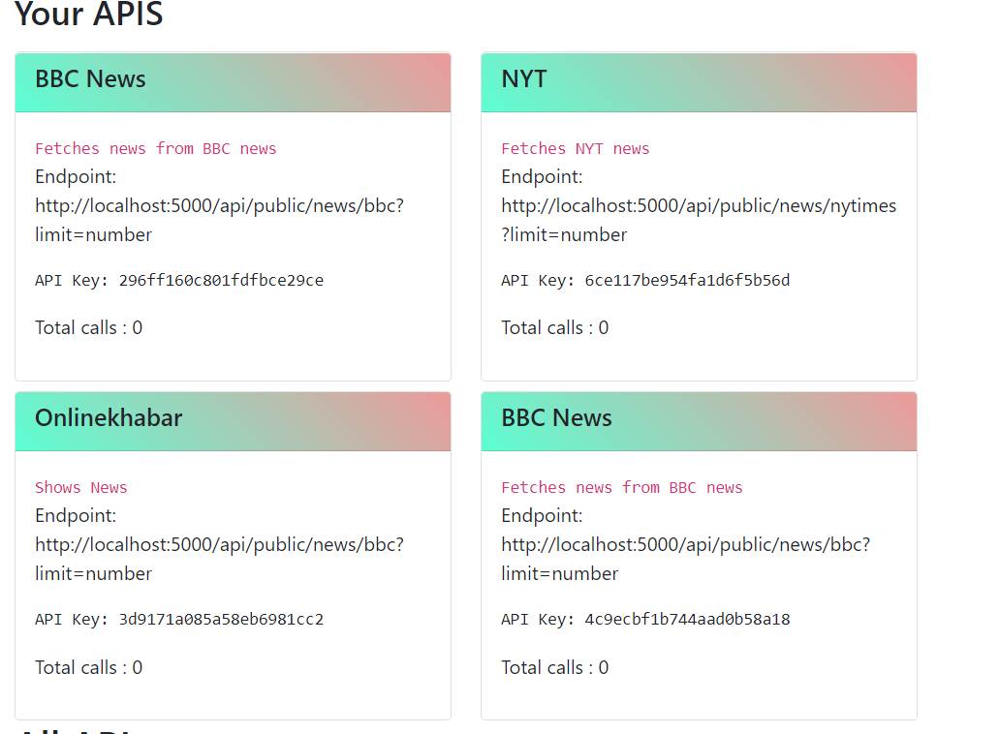 Your APIS
BBC News
Fetches news from BBC news
Endpoint:
http://localhost:5000/api/public/news/bbc?
limit=number
API Key: 296ff160c801fdfbce29ce
Total calls : 0
NYT
Fetches NYT news
Endpoint:
http://localhost:5000/api/public/news/nytimes
?limit=number
API Key: 6ce117be954fa1d6f5b56d
Total calls : 0
Onlinekhabar
Shows News
Endpoint:
http://localhost:5000/api/public/news/bbc?
limit=number
API Key: 3d9171a085a58eb6981cc2
Total calls : 0
BBC News
Fetches news from BBC news
Endpoint:
http://localhost:5000/api/public/news/bbc?
limit=number
API Key: 4c9ecbf1b744aad0b58a18
Total calls : 0